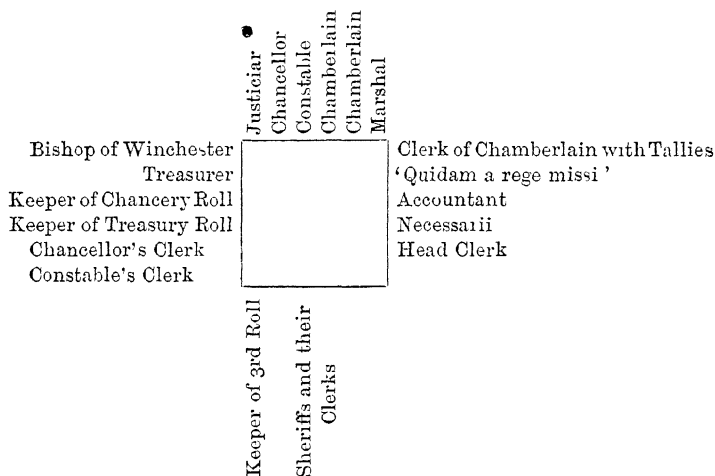 Justiciar
Chancellor
Constable
Chamberlain
Chamberlain
Marshal
Bishop of Winchester
Treasurer
Keeper of Chancery Roll
Keeper of Treasury Roll
Chancellor's Clerk
Constable's Clerk
Clerk of Chamberlain with Tallies
'Quidam a rege missi'
Accountant
Necessarii
Head Clerk
Keeper of 3rd Roll
Sheriffs and their
Clerks